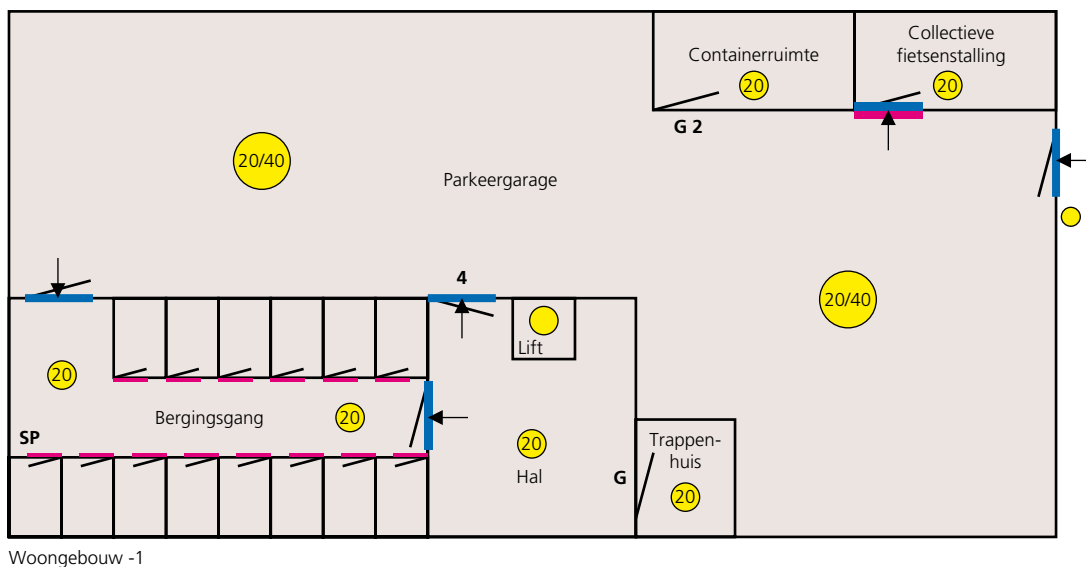 Containerruimte
20
Collectieve
fietsenstalling
20
G 2
20/40
Parkeergarage
4
20/40
Lift
20
Bergingsgang
20
SP
20
Hal
G
Trappen-
huis
20
Woongebouw -1